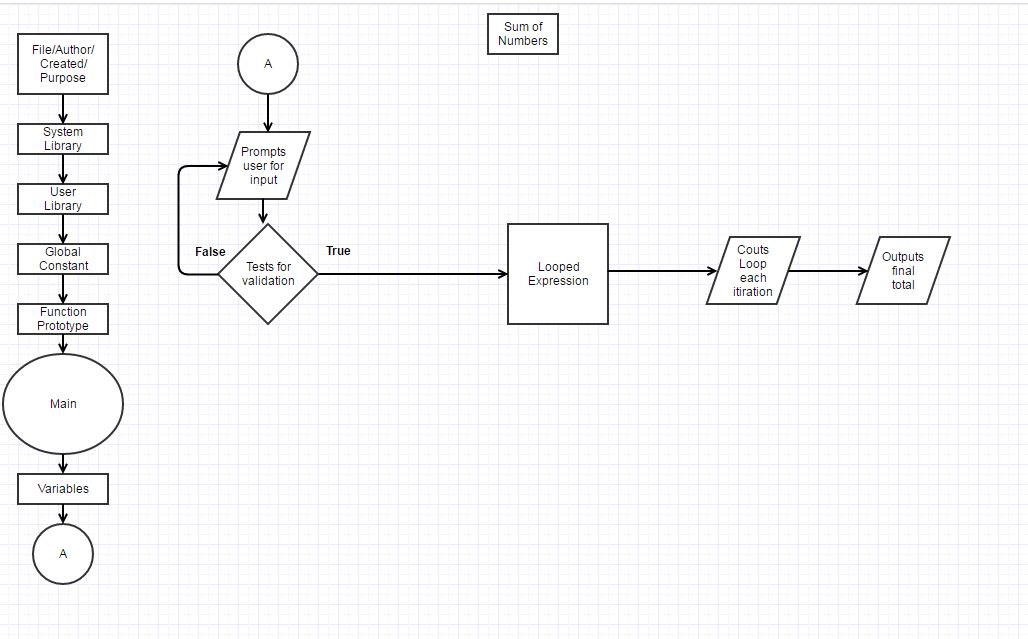 Sum of
Numbers
File/Author/
Created/
Purpose
System
Library
User
Library
Global
Constant
Function
Prototype
Main
Variables
A
A
Prompts
user for
input
False
True
Tests for
validation
Looped
Expression
Couts
Loop
each
itiration
Outputs
final
total